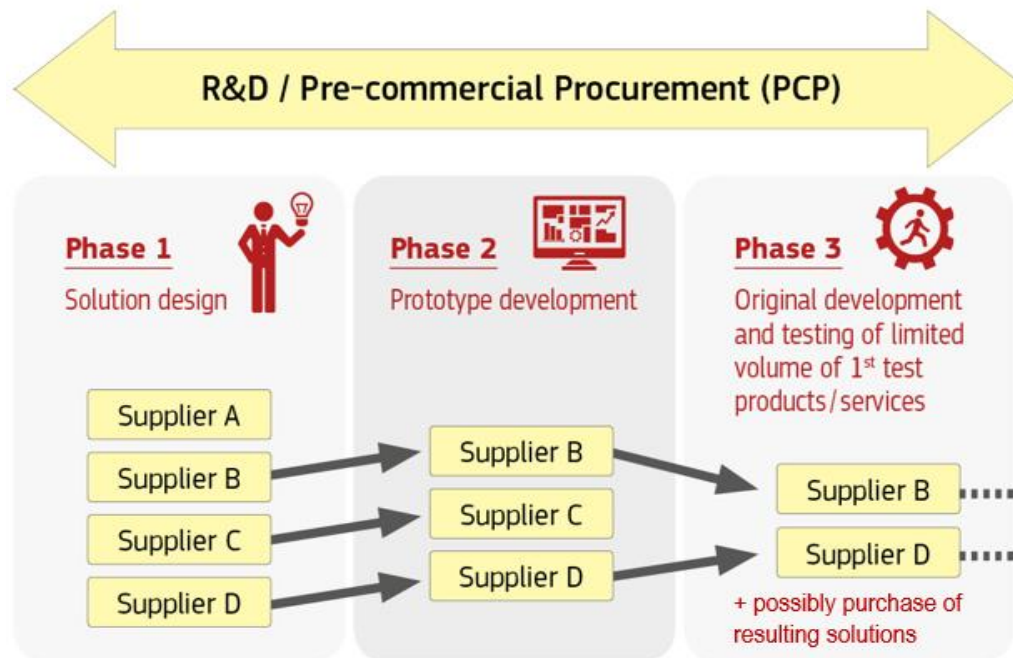 R&D / Pre-commercial Procurement (PCP)
Phase 1
Solution design
Supplier A
Supplier B
Supplier C
Supplier D
Phase 2
Prototype development
Supplier B
Supplier C
Supplier D
Phase 3
Original development
and testing of limited
volume of 1st test
products/services
Supplier B
Supplier D
+ possibly purchase of
resulting solutions